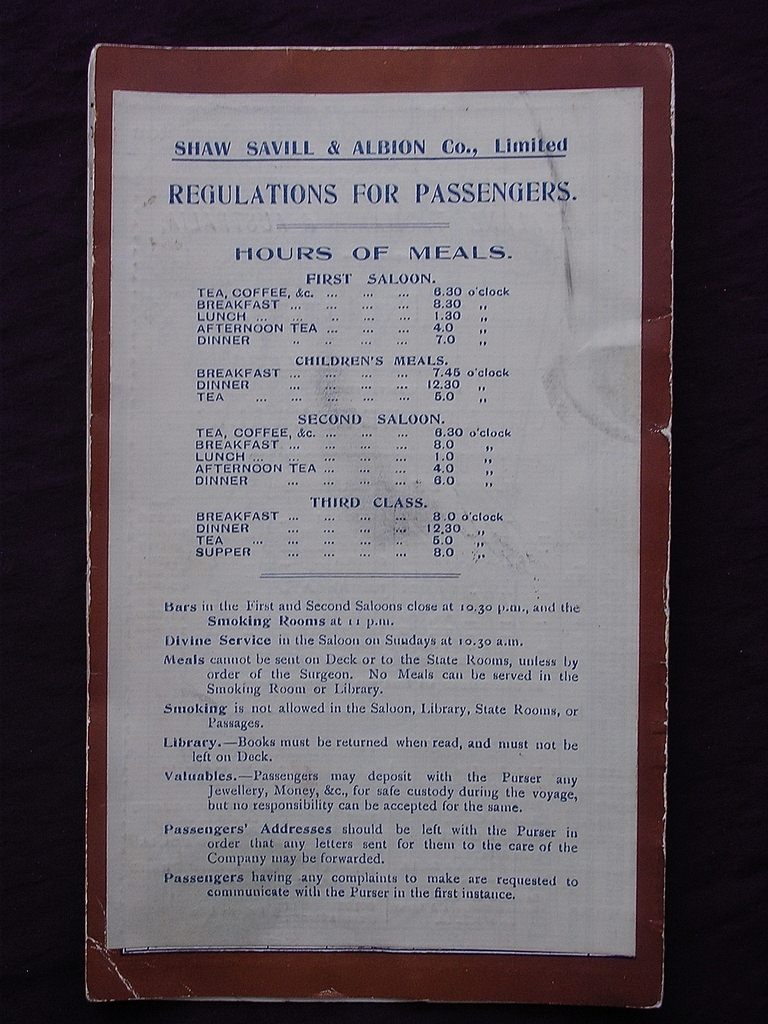 SHAW SAVILL & ALBION Co., Limited
REGULATIONS FOR PASSENGERS.
HOURS OF MEALS.
FIRST SALOON.
TEA, COFFEE, &c. ... ... ... 6.30 o'clock
BREAKFAST ... ... ... 8.30 ,,
LUNCH ... ... .. ... ... 1.30 ,,
AFTERNOON TEA ... ... ... 4.0 ,,
DINNER .. .. ... ... 7.0 ,,
CHILDREN'S MEALS.
BREAKFAST ... ... ... ... 7.45 o'clock
DINNER ... ... ... ... 12.30 ,,
TEA ... ... ... ... ... 5.0 ,,
SECOND SALOON.
TEA, COFFEE, &c. ... ... ... 6.30 o'clock
BREAKFAST ... ... ... ... 8.0 ,,
LUNCH ... ... ... ... ... 1.0 ,,
AFTERNOON TEA ... ... ... 4.0 ,,
DINNER ... ... ... ... 6.0 ,,
THIRD CLASS.
BREAKFAST ... ... ... ... 8.0 o'clock
DINNER ... ... ... ... 12.30 ,,
TEA ... ... ... ... ... 5.0 ,,
SUPPER ... ... ... ... 8.0 ,,
Bars in the First and Second Saloons close at 10.30 p.m., and the
Smoking Rooms at 11 p.m.
Divine Service in the Saloon on Sundays at 10.30 a.m.
Meals cannot be sent on Deck or to the State Rooms, unless by
order of the Surgeon. No Meals can be served in the
Smoking Room or Library.
Smoking is not allowed in the Saloon, Library, State Rooms, or
Passages.
Library.—Books must be returned when read, and must not be
left on Deck.
Valuables.—Passengers may deposit with the Purser any
Jewellery, Money, &c., for safe custody during the voyage,
but no responsibility can be accepted for the same.
Passengers' Addresses should be left with the Purser in
order that any letters sent for them to the care of the
Company may be forwarded.
Passengers having any complaints to make are requested to
communicate with the Purser in the first instance.